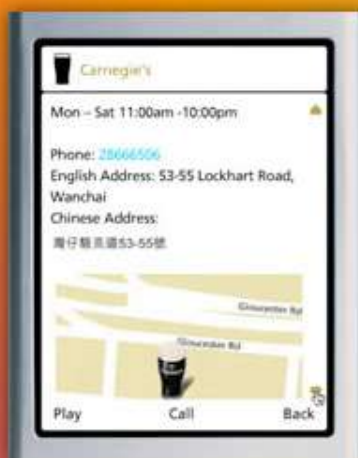 Carnegie's
Mon – Sat 11:00am -10:00pm
Phone: 28666506
English Address: 53-55 Lockhart Road,
Wanchai
Chinese Address:
灣仔駱克道53-55號
Gloucester Rd
Gloucester Rd
Play Call Back